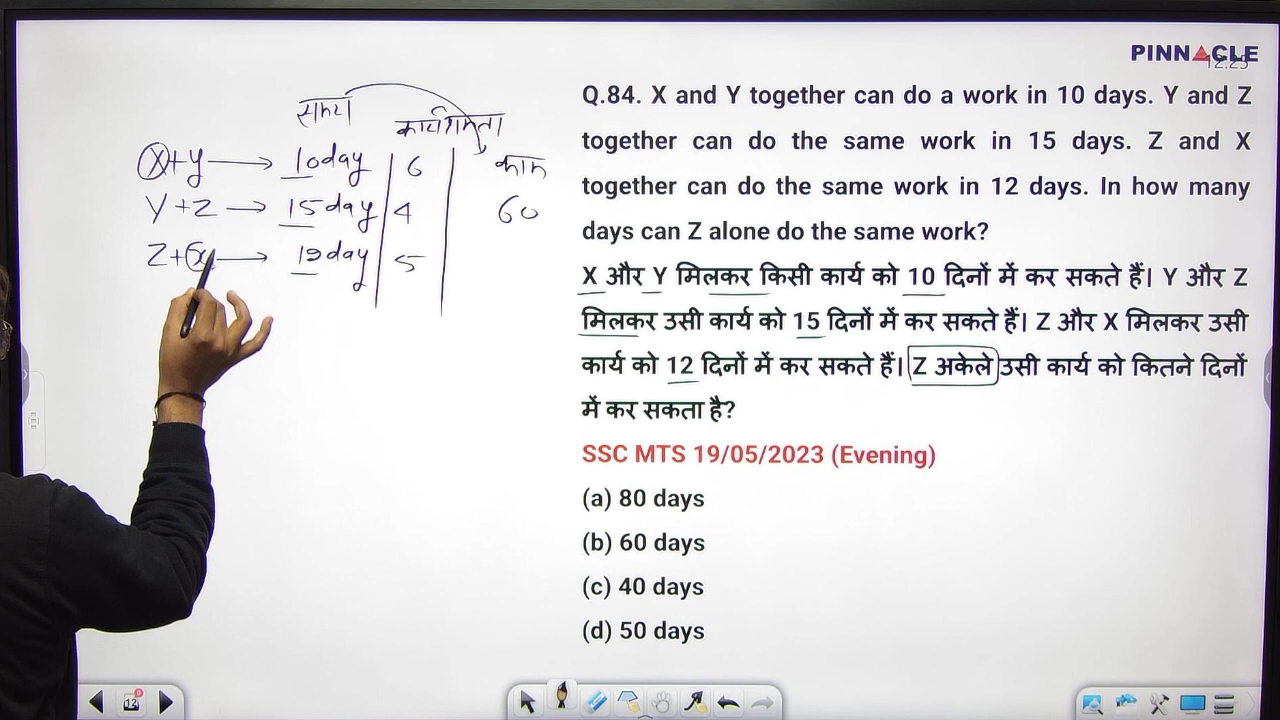 PINNACLE
12:25
समय
कार्यक्षमता
X+y → 10day 6 काम
Y+Z → 15day 4 60
Z+x → 12day 5
Q.84. X and Y together can do a work in 10 days. Y and Z
together can do the same work in 15 days. Z and X
together can do the same work in 12 days. In how many
days can Z alone do the same work?
X और Y मिलकर किसी कार्य को 10 दिनों में कर सकते हैं। Y और Z
मिलकर उसी कार्य को 15 दिनों में कर सकते हैं। Z और X मिलकर उसी
कार्य को 12 दिनों में कर सकते हैं। Z अकेले उसी कार्य को कितने दिनों
में कर सकता है?
SSC MTS 19/05/2023 (Evening)
(a) 80 days
(b) 60 days
(c) 40 days
(d) 50 days
12